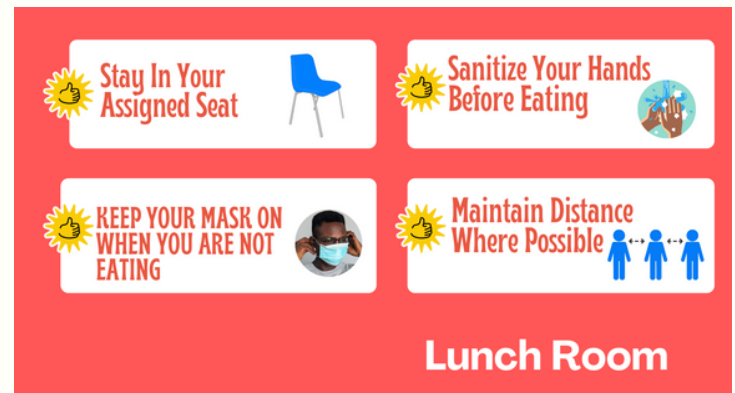 Stay In Your
Assigned Seat
Sanitize Your Hands
Before Eating
KEEP YOUR MASK ON
WHEN YOU ARE NOT
EATING
Maintain Distance
Where Possible
Lunch Room